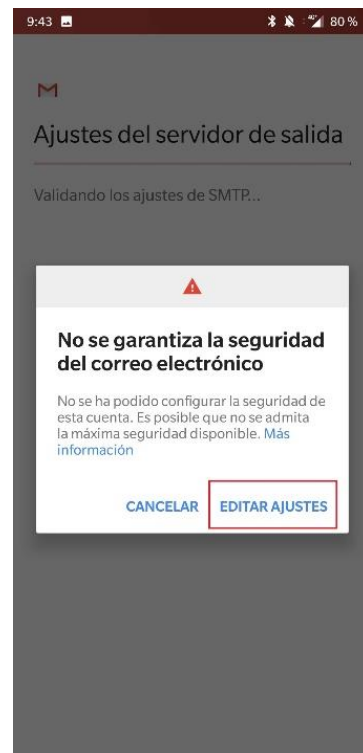 9:43
80 %
Ajustes del servidor de salida
Validando los ajustes de SMTP...
No se garantiza la seguridad
del correo electrónico
No se ha podido configurar la seguridad de
esta cuenta. Es posible que no se admita
la máxima seguridad disponible. Más
información
CANCELAR EDITAR AJUSTES